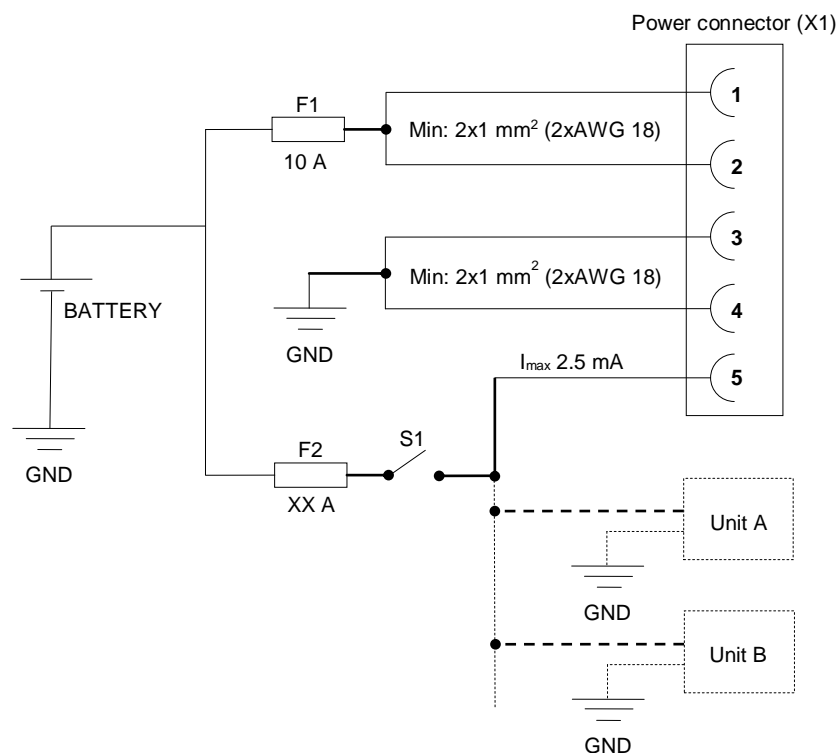 Power connector (X1)
F1
10 A
Min: 2x1 mm² (2xAWG 18)
1
2
3
Min: 2x1 mm² (2xAWG 18)
4
GND
BATTERY
GND
Imax 2.5 mA
5
F2
XX A
S1
Unit A
GND
Unit B
GND